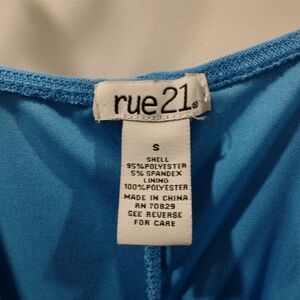 rue21®
S
SHELL
95%POLYESTER
5% SPANDEX
LINING
100%POLYESTER
MADE IN CHINA
RN 70829
SEE REVERSE
FOR CARE